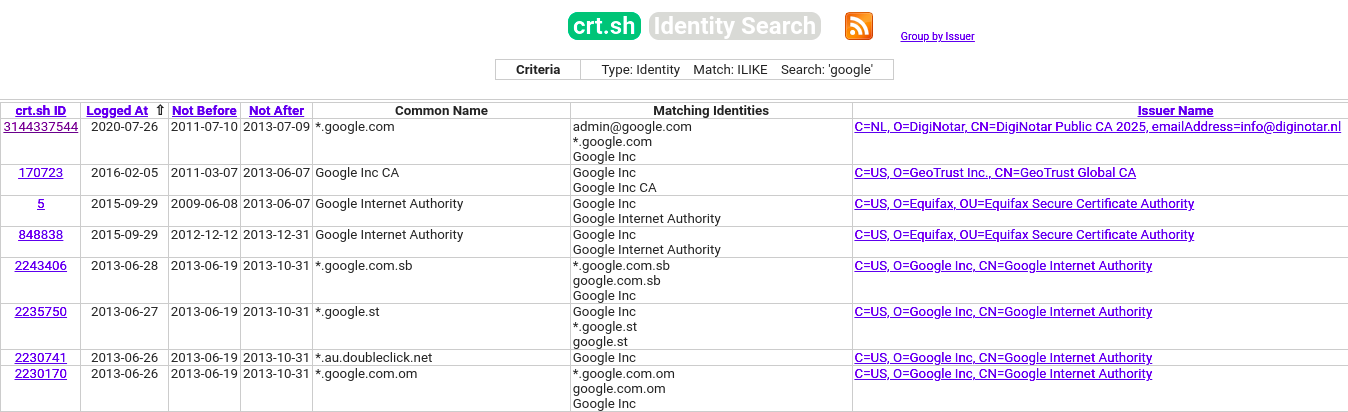 crt.sh Identity Search Group by Issuer
Criteria Type: Identity Match: ILIKE Search: 'google'
crt.sh ID Logged At ⇧ Not Before Not After Common Name Matching Identities Issuer Name
3144337544 2020-07-26 2011-07-10 2013-07-09 *.google.com admin@google.com C=NL, O=DigiNotar, CN=DigiNotar Public CA 2025, emailAddress=info@diginotar.nl
*.google.com
Google Inc
170723 2016-02-05 2011-03-07 2013-06-07 Google Inc CA Google Inc C=US, O=GeoTrust Inc., CN=GeoTrust Global CA
Google Inc CA
5 2015-09-29 2009-06-08 2013-06-07 Google Internet Authority Google Inc C=US, O=Equifax, OU=Equifax Secure Certificate Authority
Google Internet Authority
848838 2015-09-29 2012-12-12 2013-12-31 Google Internet Authority Google Inc C=US, O=Equifax, OU=Equifax Secure Certificate Authority
Google Internet Authority
2243406 2013-06-28 2013-06-19 2013-10-31 *.google.com.sb *.google.com.sb C=US, O=Google Inc, CN=Google Internet Authority
google.com.sb
Google Inc
2235750 2013-06-27 2013-06-19 2013-10-31 *.google.st Google Inc C=US, O=Google Inc, CN=Google Internet Authority
*.google.st
google.st
2230741 2013-06-26 2013-06-19 2013-10-31 *.au.doubleclick.net Google Inc C=US, O=Google Inc, CN=Google Internet Authority
2230170 2013-06-26 2013-06-19 2013-10-31 *.google.com.om *.google.com.om C=US, O=Google Inc, CN=Google Internet Authority
google.com.om
Google Inc